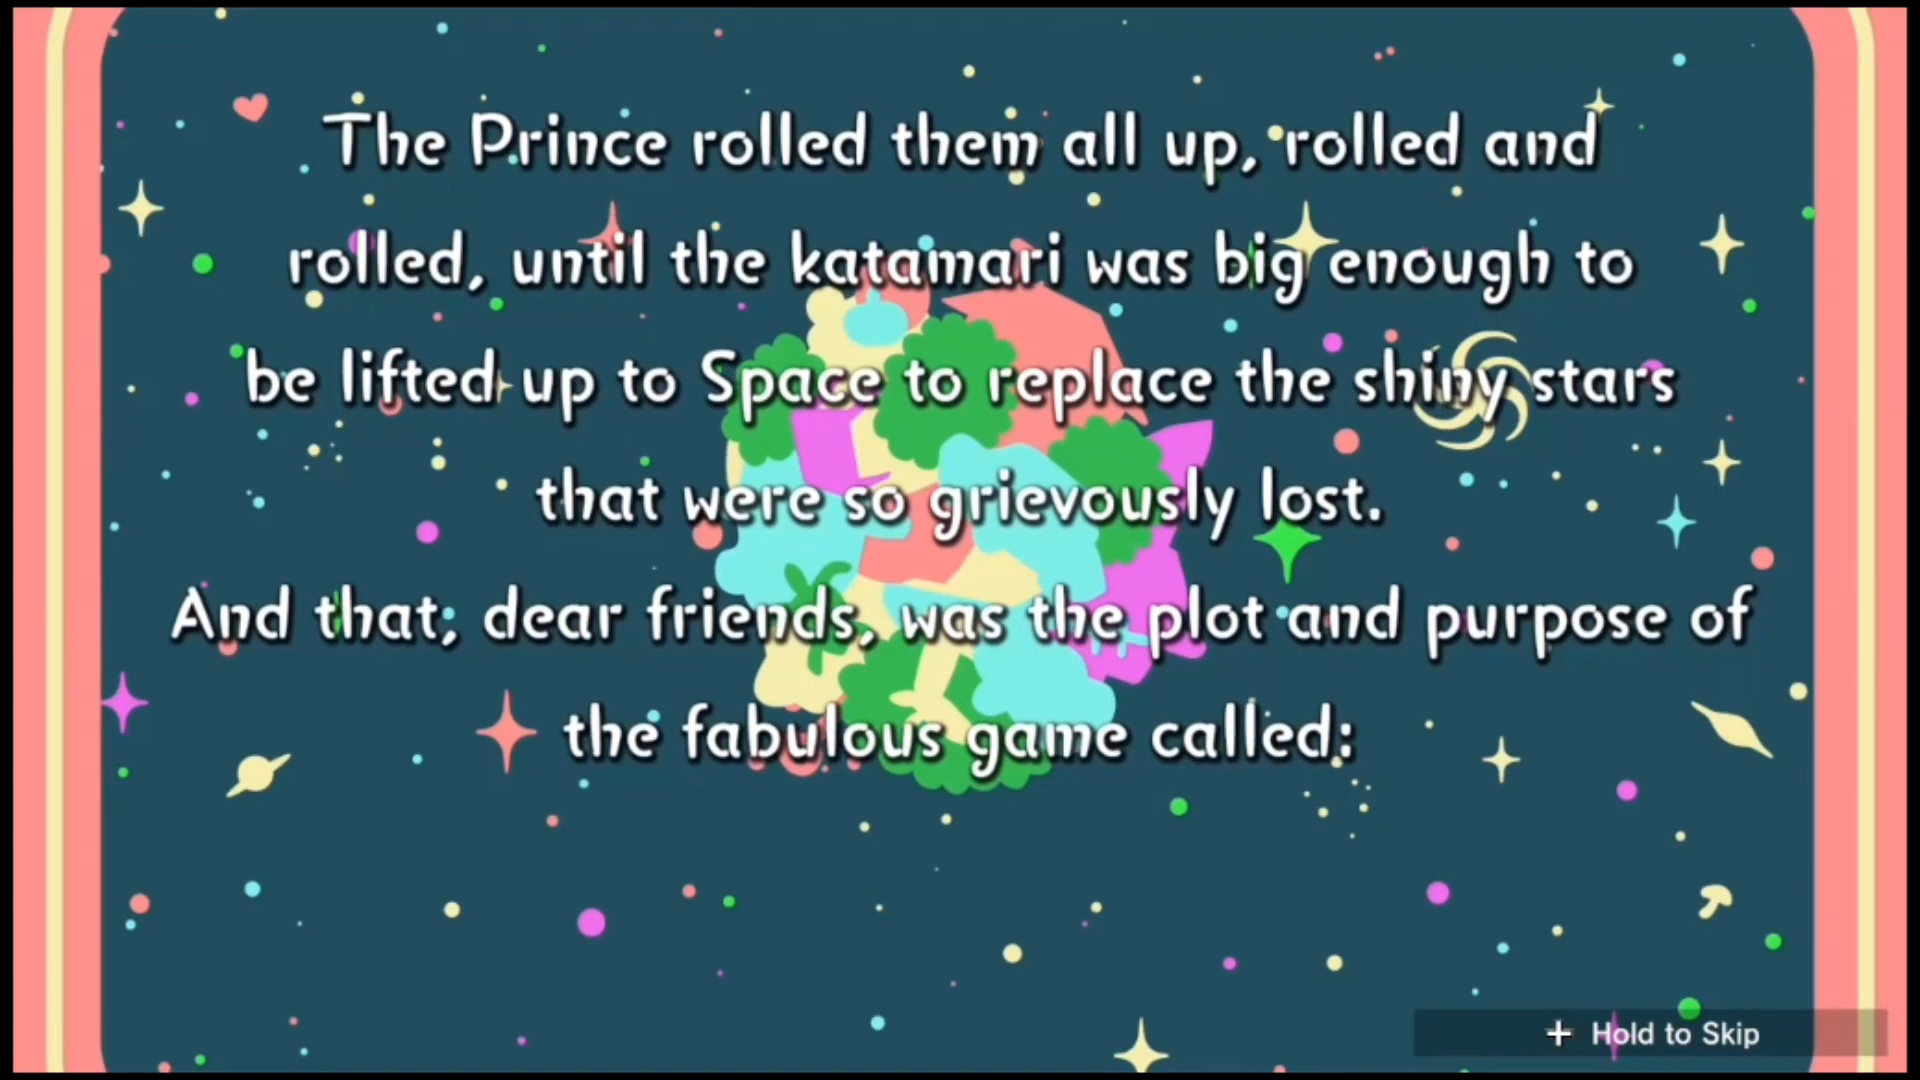 The Prince rolled them all up, rolled and
rolled, until the katamari was big enough to
be lifted up to Space to replace the shiny stars
that were so grievously lost.
And that, dear friends, was the plot and purpose of
the fabulous game called:
+ Hold to Skip